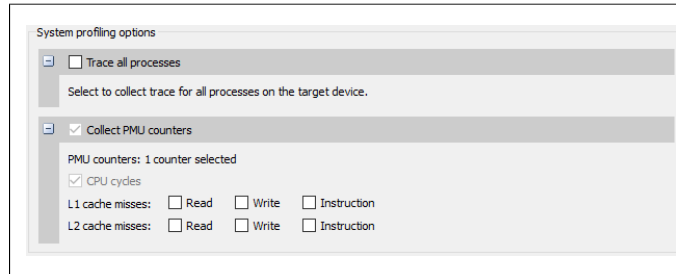 System profiling options
Trace all processes
Select to collect trace for all processes on the target device.
Collect PMU counters
PMU counters: 1 counter selected
CPU cycles
L1 cache misses: Read Write Instruction
L2 cache misses: Read Write Instruction